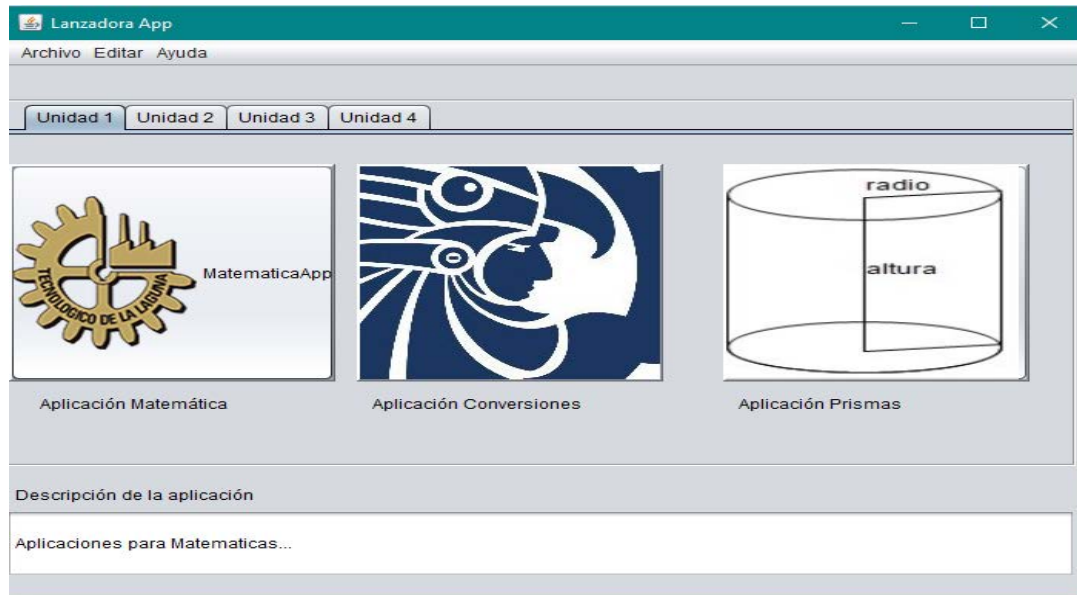 Lanzadora App
Archivo Editar Ayuda
Unidad 1 Unidad 2 Unidad 3 Unidad 4
TECNOLOGICO DE LA LAGUNA
MatematicaApp
radio
altura
Aplicación Matemática
Aplicación Conversiones
Aplicación Prismas
Descripción de la aplicación
Aplicaciones para Matematicas...